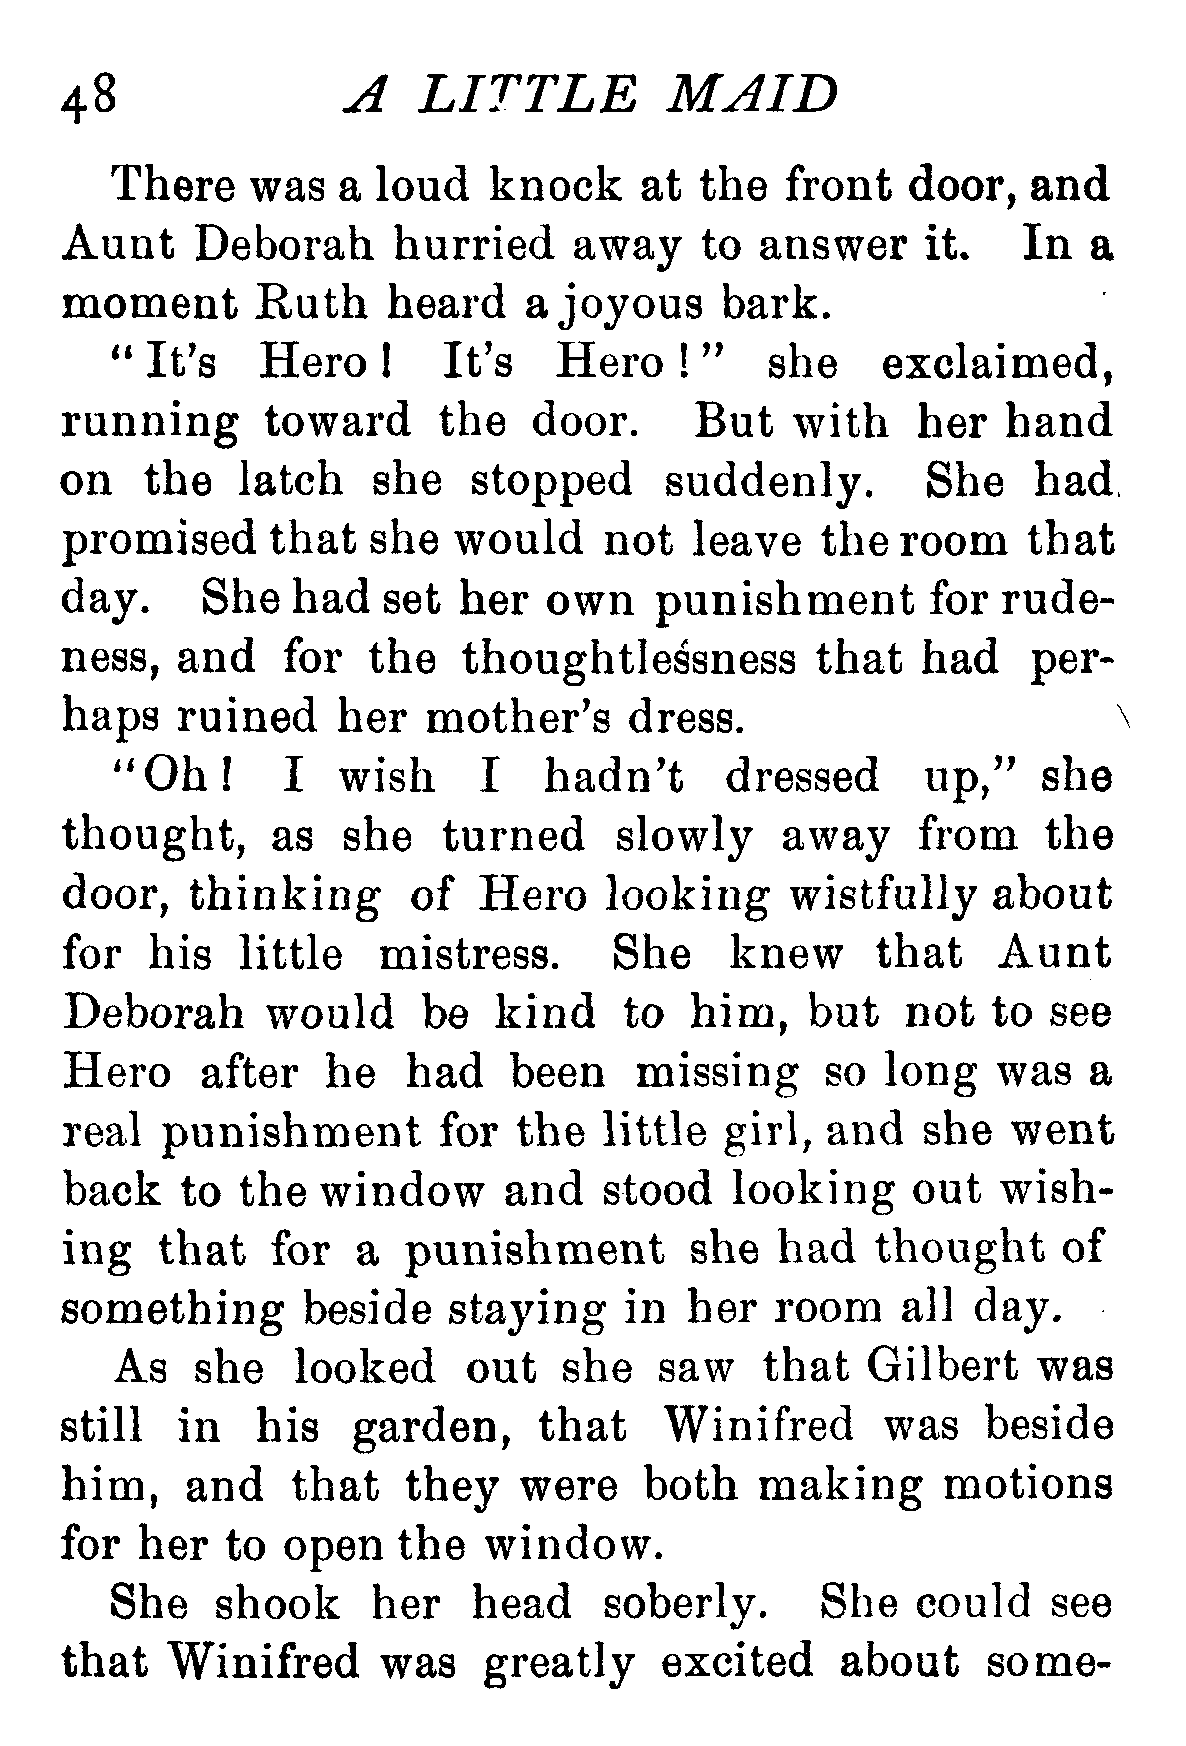 48 A LITTLE MAID
There was a loud knock at the front door, and
Aunt Deborah hurried away to answer it. In a
moment Ruth heard a joyous bark.
“It’s Hero! It’s Hero!” she exclaimed,
running toward the door. But with her hand
on the latch she stopped suddenly. She had
promised that she would not leave the room that
day. She had set her own punishment for rude-
ness, and for the thoughtlessness that had per-
haps ruined her mother’s dress.
“Oh! I wish I hadn’t dressed up,” she
thought, as she turned slowly away from the
door, thinking of Hero looking wistfully about
for his little mistress. She knew that Aunt
Deborah would be kind to him, but not to see
Hero after he had been missing so long was a
real punishment for the little girl, and she went
back to the window and stood looking out wish-
ing that for a punishment she had thought of
something beside staying in her room all day.
As she looked out she saw that Gilbert was
still in his garden, that Winifred was beside
him, and that they were both making motions
for her to open the window.
She shook her head soberly. She could see
that Winifred was greatly excited about some-